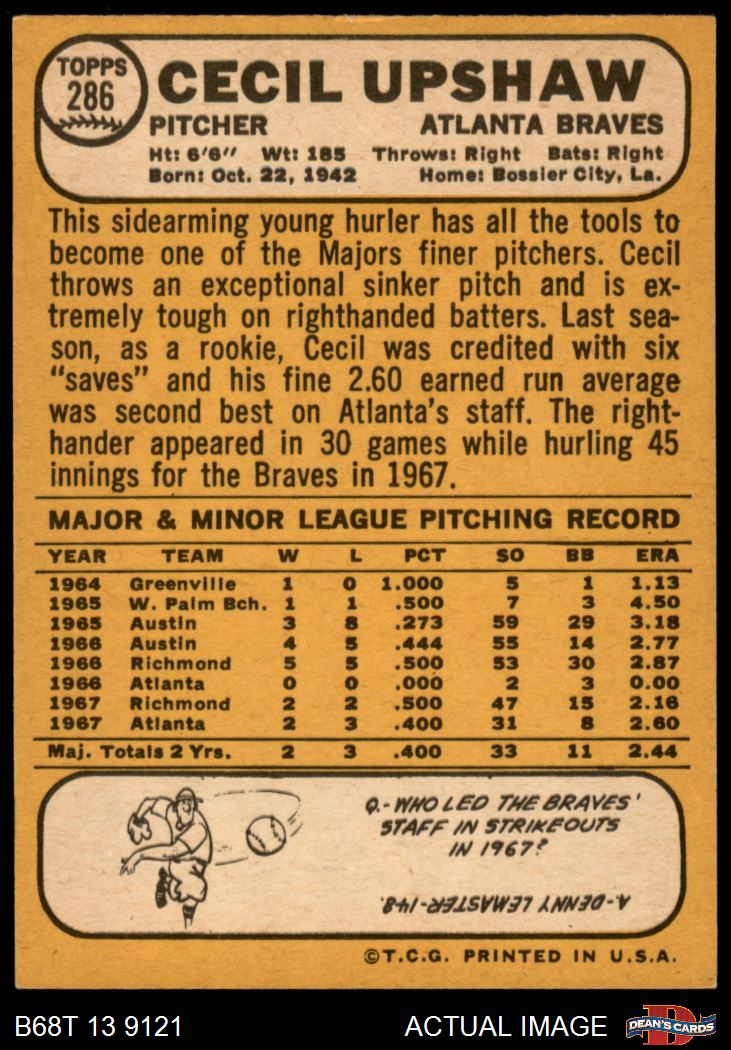 TOPPS
286
CECIL UPSHAW
PITCHER ATLANTA BRAVES
Ht: 6'6" Wt: 185 Throws: Right Bats: Right
Born: Oct. 22, 1942 Home: Bossier City, La.
This sidearming young hurler has all the tools to
become one of the Majors finer pitchers. Cecil
throws an exceptional sinker pitch and is ex-
tremely tough on righthanded batters. Last sea-
son, as a rookie, Cecil was credited with six
"saves" and his fine 2.60 earned run average
was second best on Atlanta's staff. The right-
hander appeared in 30 games while hurling 45
innings for the Braves in 1967.
MAJOR & MINOR LEAGUE PITCHING RECORD
YEAR TEAM W L PCT SO BB ERA
1964 Greenville 1 0 1.000 5 1 1.13
1965 W. Palm Bch. 1 1 .500 7 3 4.50
1965 Austin 3 8 .273 59 29 3.18
1966 Austin 4 5 .444 55 14 2.77
1966 Richmond 5 5 .500 53 30 2.87
1966 Atlanta 0 0 .000 2 3 0.00
1967 Richmond 2 2 .500 47 15 2.16
1967 Atlanta 2 3 .400 31 8 2.60
Maj. Totals 2 Yrs. 2 3 .400 33 11 2.44
Q.-WHO LED THE BRAVES'
STAFF IN STRIKEOUTS
IN 1967?
A-DENNY LEMASTER-148.
©T.C.G. PRINTED IN U.S.A.
B68T 13 9121 ACTUAL IMAGE
D
DEAN'S CARDS